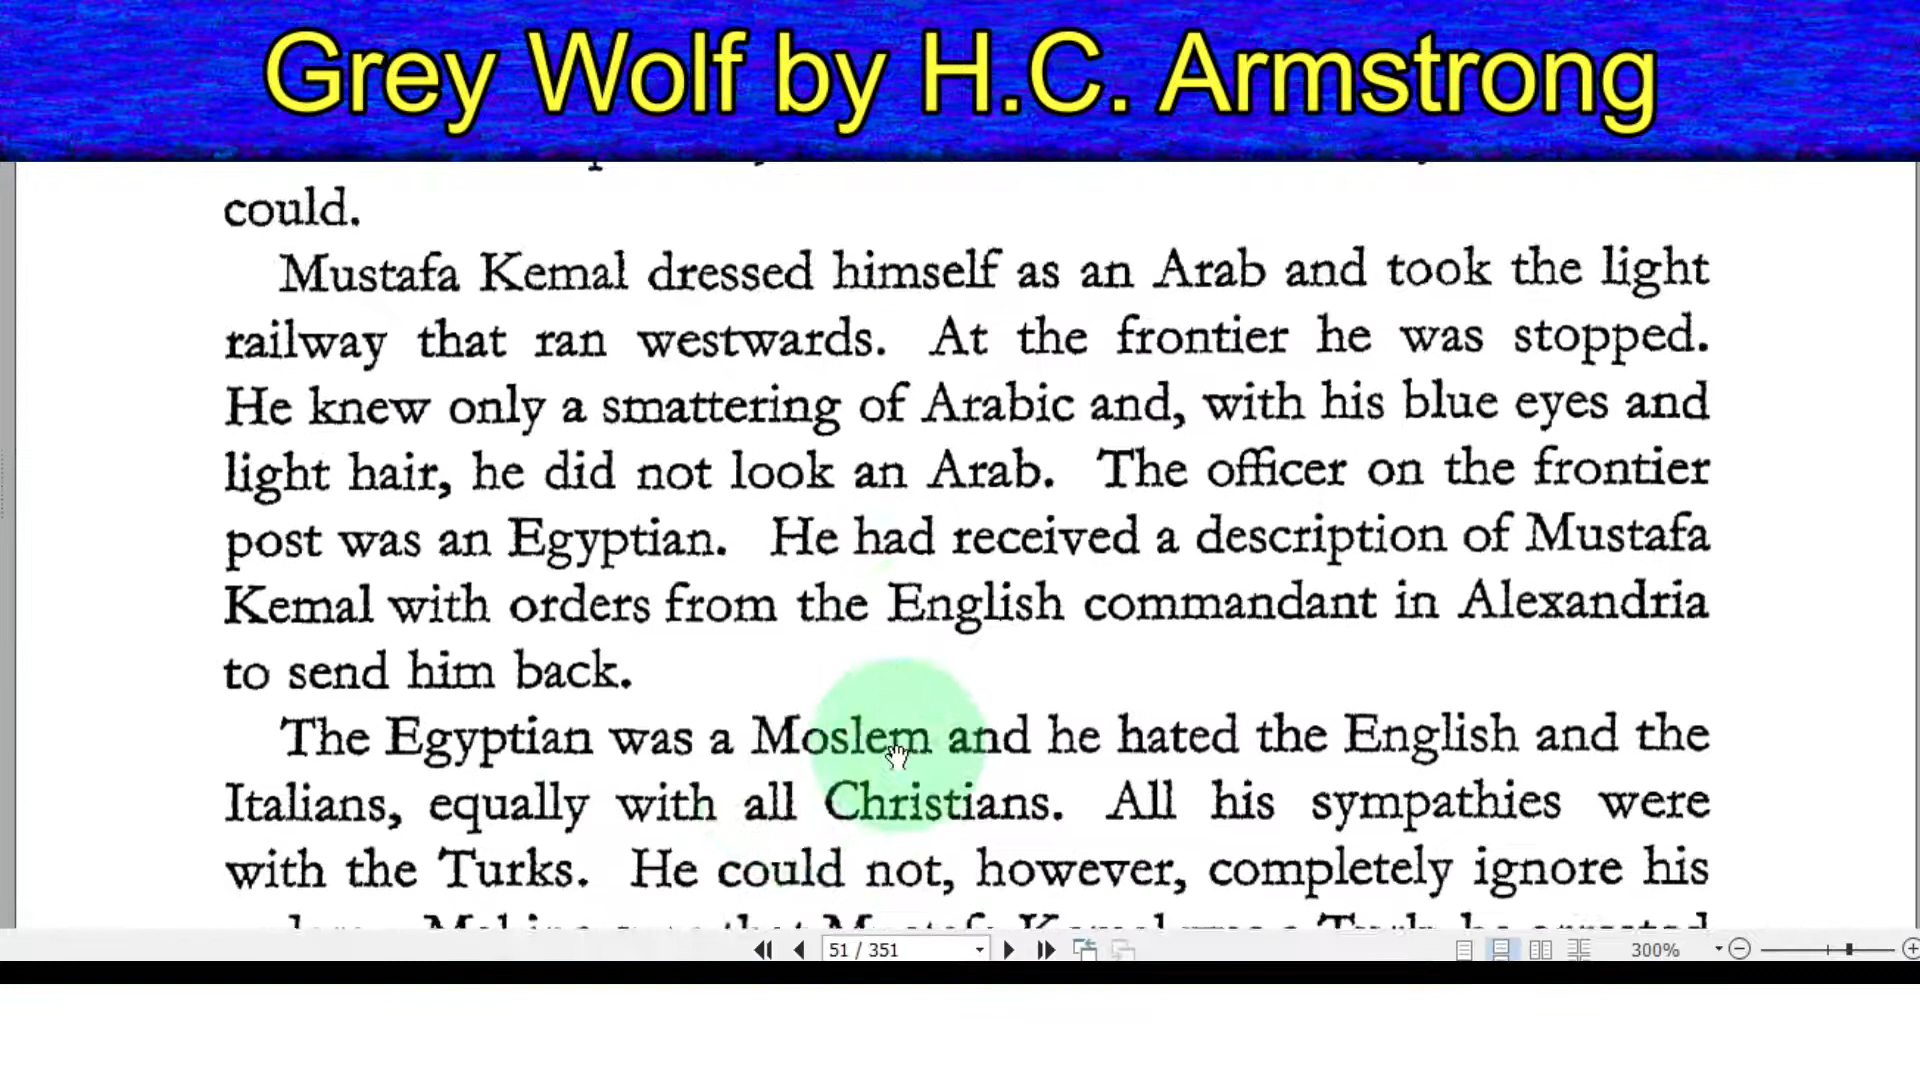 Grey Wolf by H.C. Armstrong
could.
Mustafa Kemal dressed himself as an Arab and took the light
railway that ran westwards. At the frontier he was stopped.
He knew only a smattering of Arabic and, with his blue eyes and
light hair, he did not look an Arab. The officer on the frontier
post was an Egyptian. He had received a description of Mustafa
Kemal with orders from the English commandant in Alexandria
to send him back.
The Egyptian was a Moslem and he hated the English and the
Italians, equally with all Christians. All his sympathies were
with the Turks. He could not, however, completely ignore his
51 / 351
300%